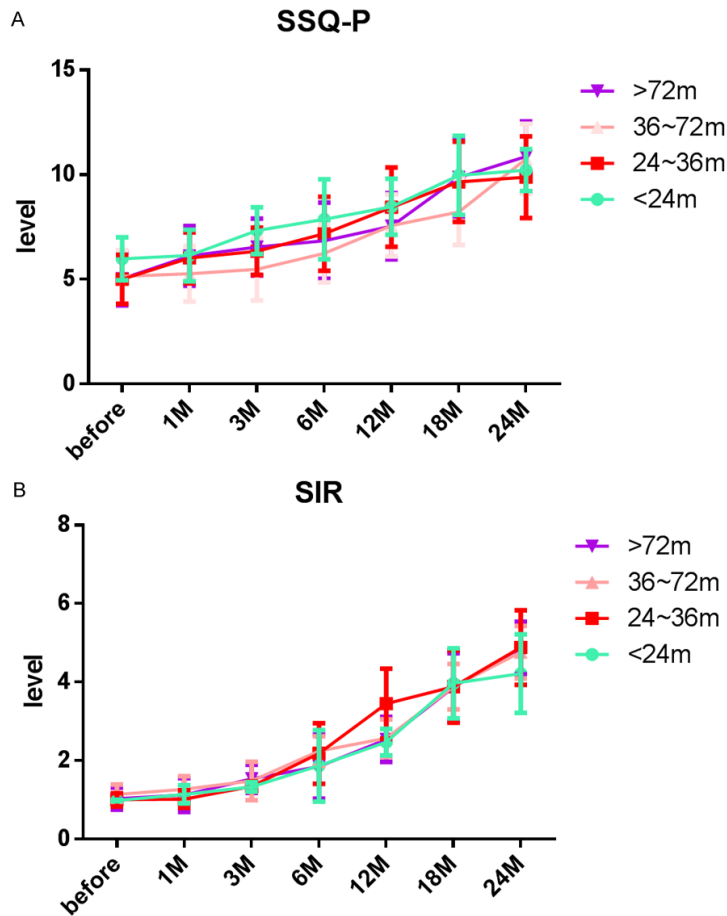 A
SSQ-P
15
10
5
0
level
before
1M
3M
6M
12M
18M
24M
>72m
36~72m
24~36m
<24m
B
SIR
8
6
4
2
0
level
before
1M
3M
6M
12M
18M
24M
>72m
36~72m
24~36m
<24m